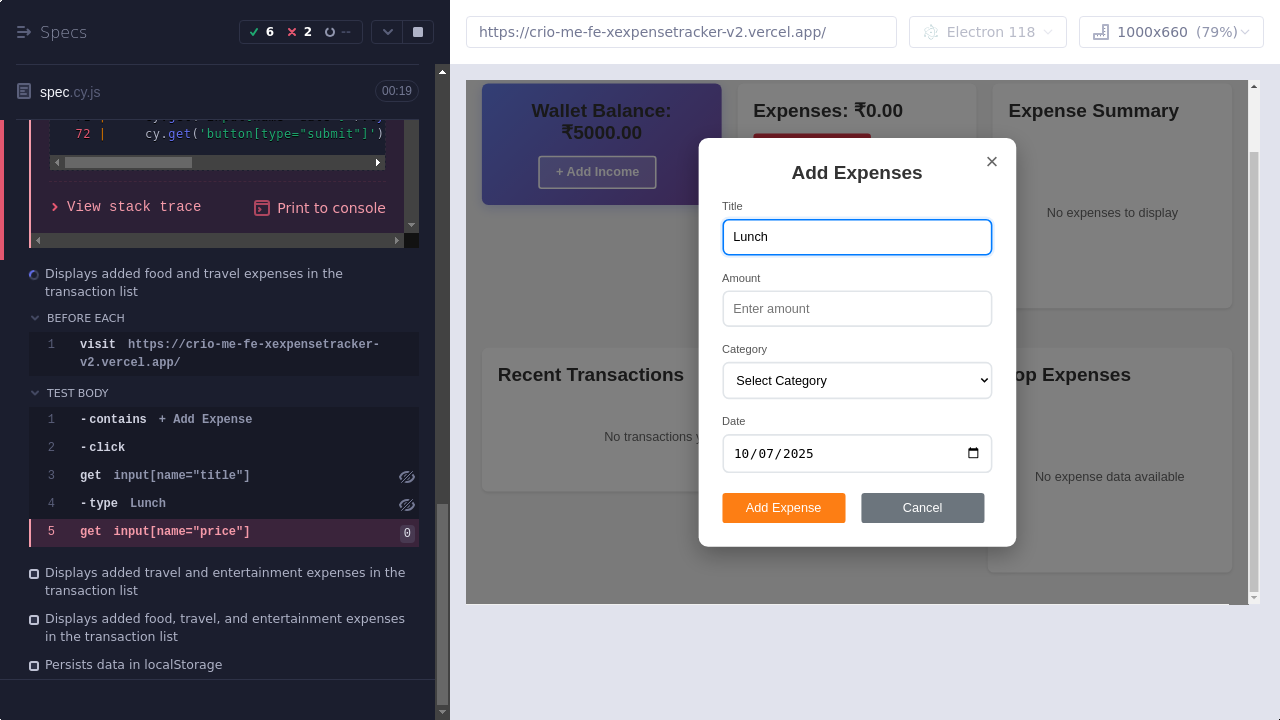 Specs
6 2 --
spec.cy.js
00:19
72 | cy.get('button[type="submit"]')
View stack trace
Print to console
Displays added food and travel expenses in the
transaction list
BEFORE EACH
1 visit https://crio-me-fe-xexpensetracker-
v2.vercel.app/
TEST BODY
1 -contains + Add Expense
2 -click
3 get input[name="title"]
4 -type Lunch
5 get input[name="price"] 0
Displays added travel and entertainment expenses in the
transaction list
Displays added food, travel, and entertainment expenses
in the transaction list
Persists data in localStorage
https://crio-me-fe-xexpensetracker-v2.vercel.app/
Electron 118
1000x660 (79%)
Wallet Balance:
₹5000.00
+ Add Income
Expenses: ₹0.00
Expense Summary
No expenses to display
Add Expenses
×
Title
Lunch
Amount
Enter amount
Category
Select Category
Date
10/07/2025
Add Expense
Cancel
Recent Transactions
No transactions
op Expenses
No expense data available